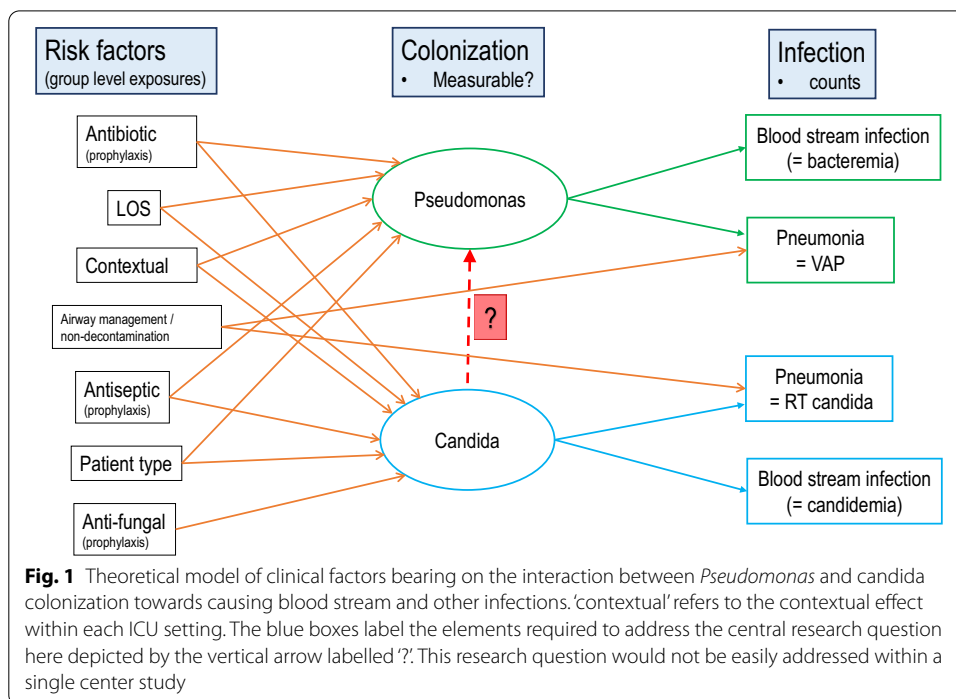 Risk factors
(group level exposures)
Colonization
• Measurable?
Infection
• counts
Antibiotic
(prophylaxis)
LOS
Contextual
Airway management /
non-decontamination
Antiseptic
(prophylaxis)
Patient type
Anti-fungal
(prophylaxis)
Pseudomonas
?
Candida
Blood stream infection
(= bacteremia)
Pneumonia
= VAP
Pneumonia
= RT candida
Blood stream infection
(= candidemia)
Fig. 1 Theoretical model of clinical factors bearing on the interaction between Pseudomonas and candida
colonization towards causing blood stream and other infections. ‘contextual’ refers to the contextual effect
within each ICU setting. The blue boxes label the elements required to address the central research question
here depicted by the vertical arrow labelled ‘?’. This research question would not be easily addressed within a
single center study